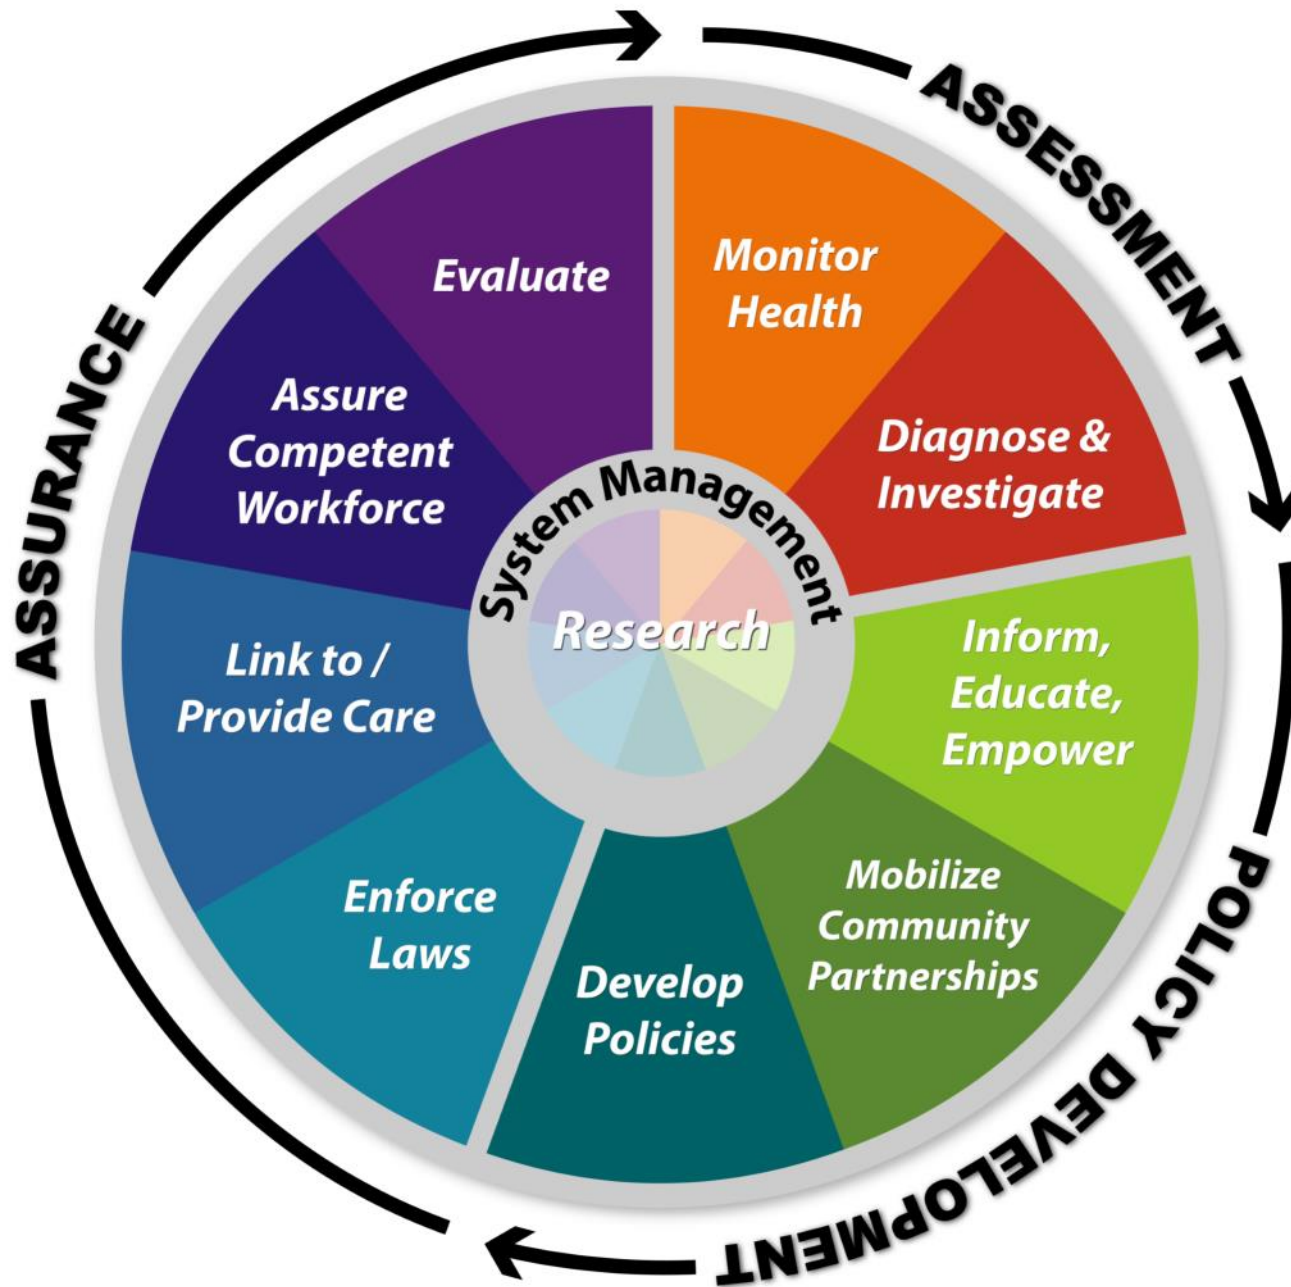 ASSESSMENT
POLICY DEVELOPMENT
ASSURANCE
Monitor
Health
Diagnose &
Investigate
Inform,
Educate,
Empower
Mobilize
Community
Partnerships
Develop
Policies
Enforce
Laws
Link to /
Provide Care
Assure
Competent
Workforce
Evaluate
System Management
Research